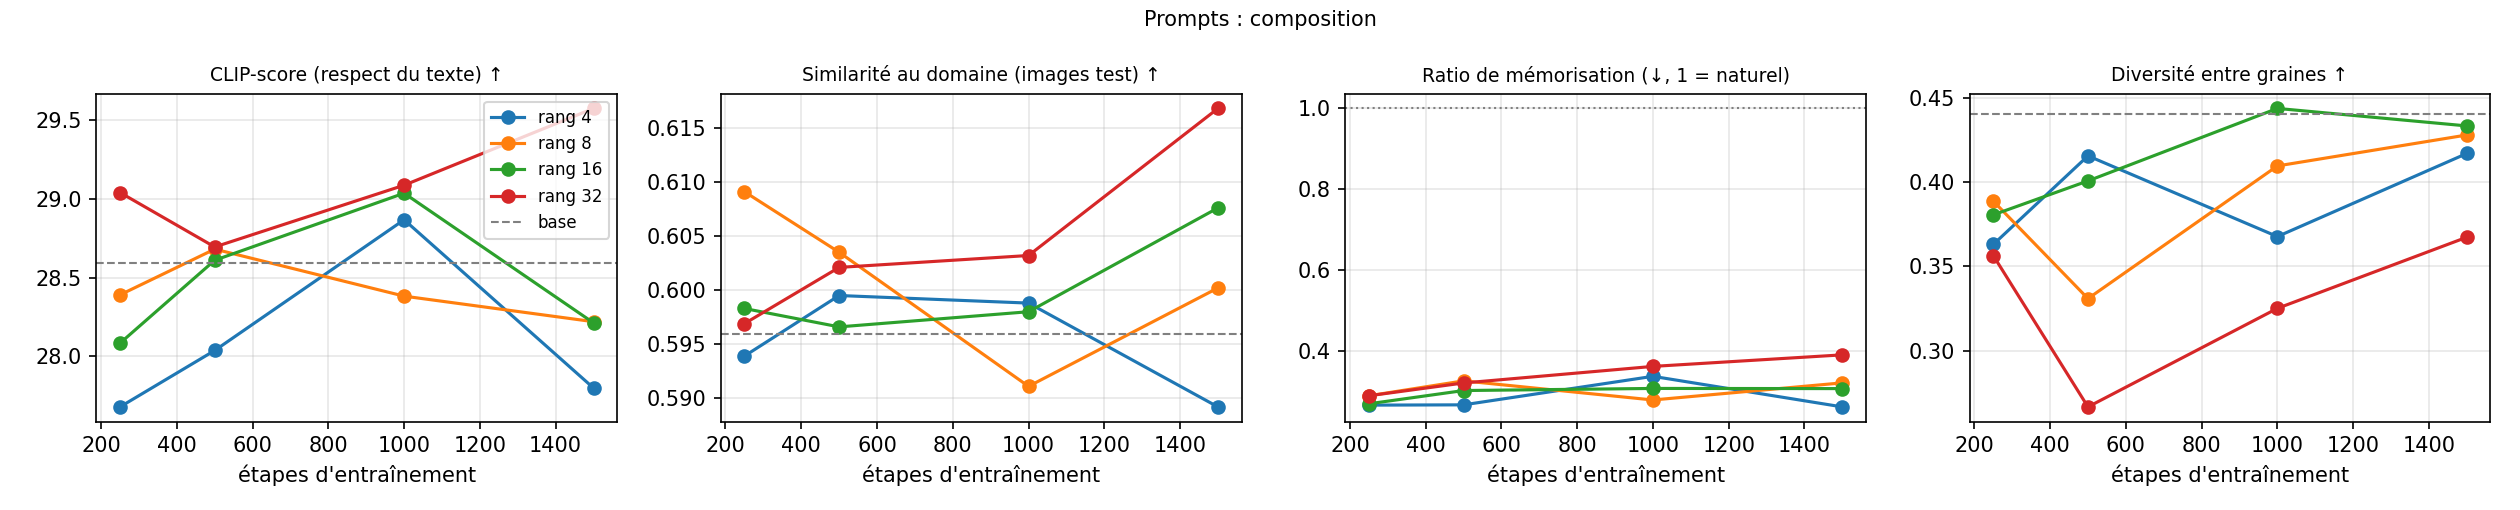 Prompts : composition
CLIP-score (respect du texte) ↑
29.5
29.0
28.5
28.0
200 400 600 800 1000 1200 1400
étapes d'entraînement
rang 4
rang 8
rang 16
rang 32
base
Similarité au domaine (images test) ↑
0.615
0.610
0.605
0.600
0.595
0.590
200 400 600 800 1000 1200 1400
étapes d'entraînement
Ratio de mémorisation (↓, 1 = naturel)
1.0
0.8
0.6
0.4
200 400 600 800 1000 1200 1400
étapes d'entraînement
Diversité entre graines ↑
0.45
0.40
0.35
0.30
200 400 600 800 1000 1200 1400
étapes d'entraînement